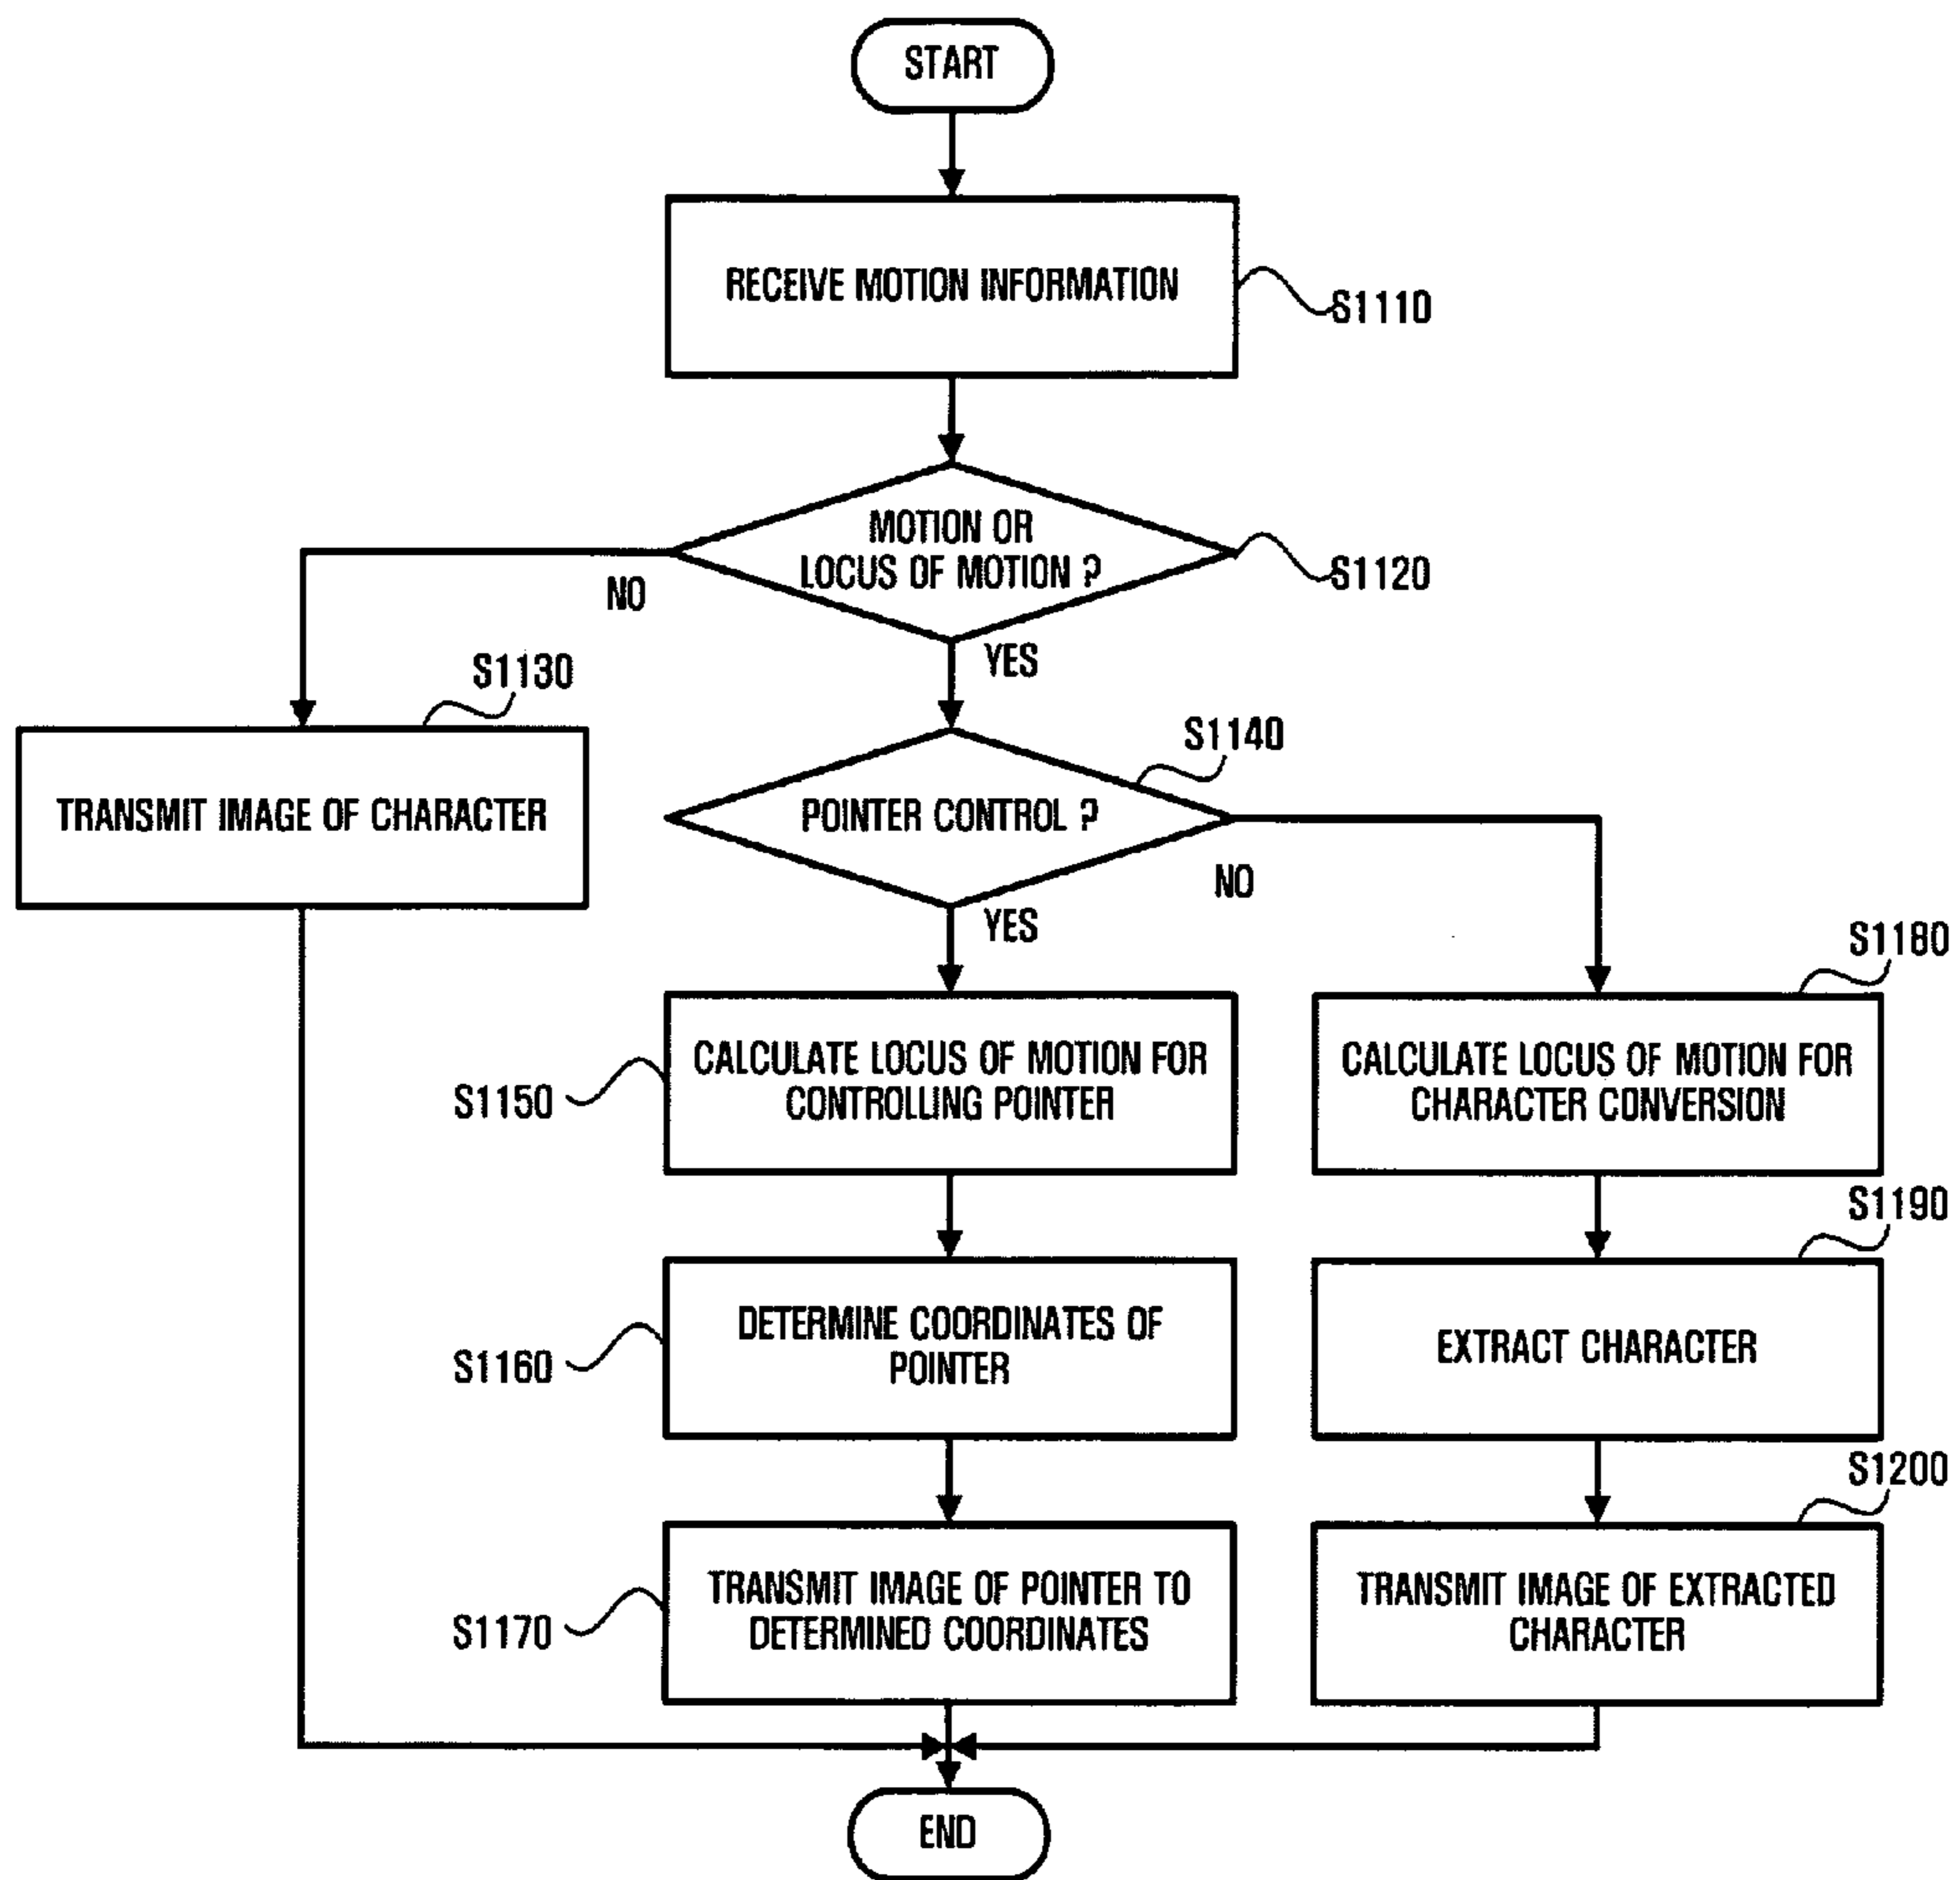 START
RECEIVE MOTION INFORMATION
S1110
MOTION OR
LOCUS OF MOTION ?
S1120
NO
YES
S1130
TRANSMIT IMAGE OF CHARACTER
S1140
POINTER CONTROL ?
NO
YES
S1150
CALCULATE LOCUS OF MOTION FOR
CONTROLLING POINTER
S1180
CALCULATE LOCUS OF MOTION FOR
CHARACTER CONVERSION
S1160
DETERMINE COORDINATES OF
POINTER
S1190
EXTRACT CHARACTER
S1170
TRANSMIT IMAGE OF POINTER TO
DETERMINED COORDINATES
S1200
TRANSMIT IMAGE OF EXTRACTED
CHARACTER
END